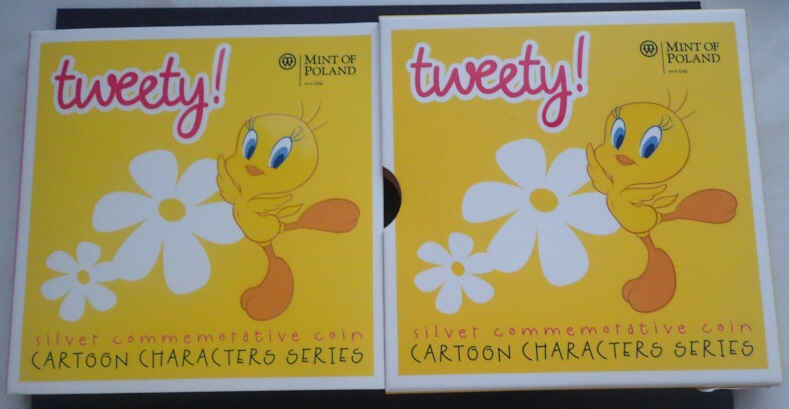 tweety!
MINT OF
POLAND
silver commemorative coin
CARTOON CHARACTERS SERIES
tweety!
MINT OF
POLAND
silver commemorative coin
CARTOON CHARACTERS SERIES